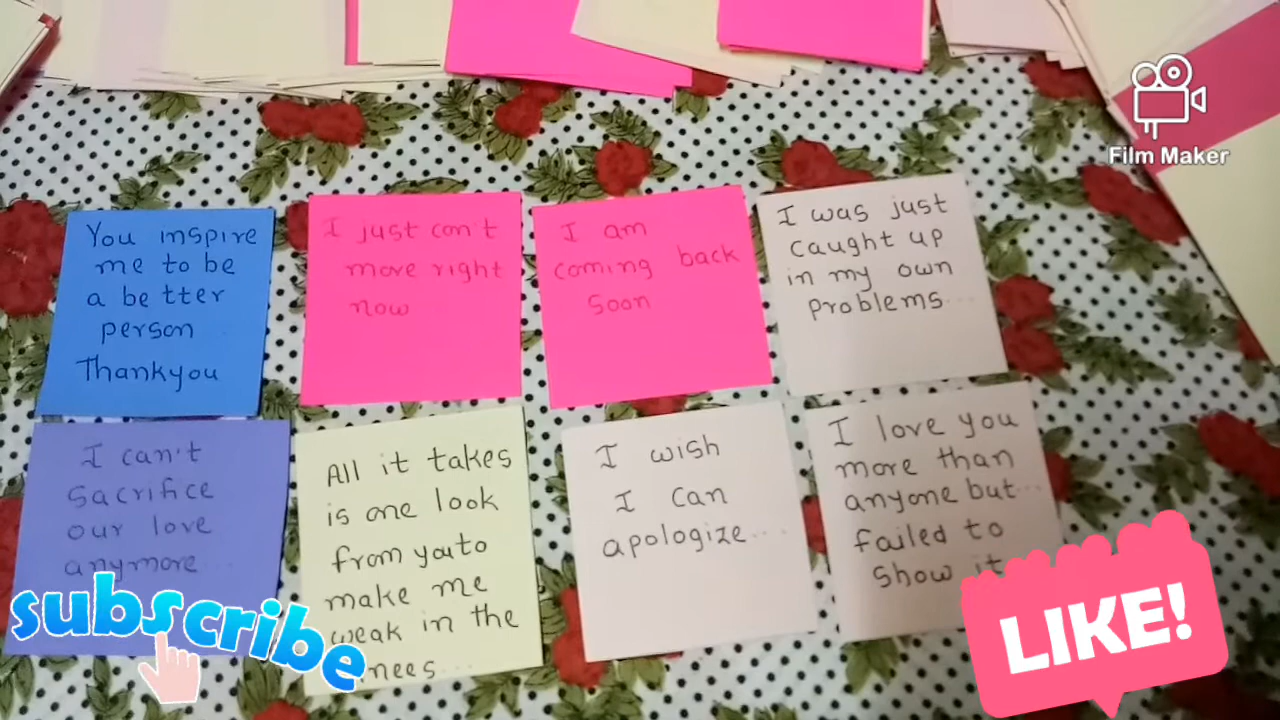 Film Maker
You inspire
me to be
a better
person
Thankyou
I just can't
move right
now
I am
coming back
soon
I was just
caught up
in my own
problems...
I can't
sacrifice
our love
anymore...
All it takes
is one look
from you to
make me
weak in the
nees...
I wish
I can
apologize....
I love you
more than
anyone but...
failed to
show it
subscribe
LIKE!